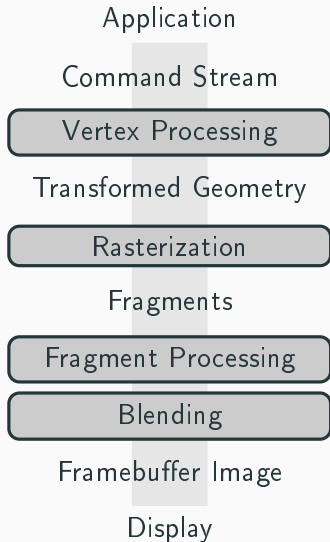 Application
Command Stream
Vertex Processing
Transformed Geometry
Rasterization
Fragments
Fragment Processing
Blending
Framebuffer Image
Display